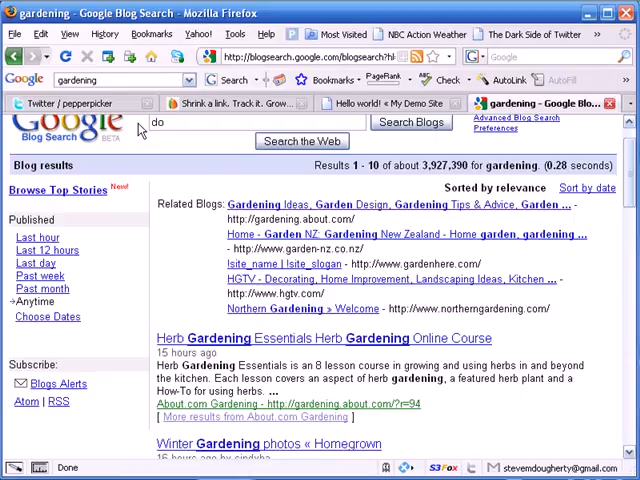 gardening - Google Blog Search - Mozilla Firefox
File Edit View History Bookmarks Yahoo! Tools Most Visited NBC Action Weather The Dark Side of Twitter
http://blogsearch.google.com/blogsearch?hl Google
Google gardening Search Bookmarks PageRank Check AutoLink AutoFill
Twitter / pepperpicker Shrink a link. Track it. Grow... Hello world! « My Demo Site gardening - Google Blo...
Google BETA do Search Blogs Advanced Blog Search
Preferences
Search the Web
Blog results Results 1 - 10 of about 3,927,390 for gardening. (0.28 seconds)
Browse Top Stories New!
Sorted by relevance Sort by date
Published
Last hour
Last 12 hours
Last day
Past week
Past month
Anytime
Choose Dates
Subscribe:
Blogs Alerts
Atom | RSS
Related Blogs: Gardening Ideas, Garden Design, Gardening Tips & Advice, Garden ... -
http://gardening.about.com/
Home - Garden NZ: Gardening New Zealand - Home garden, gardening, ...
- http://www.garden-nz.co.nz/
!site_name | !site_slogan - http://www.gardenhere.com/
HGTV - Decorating, Home Improvement, Landscaping Ideas, Kitchen ... -
http://www.hgtv.com/
Northern Gardening » Welcome - http://www.northerngardening.com/
Herb Gardening Essentials Herb Gardening Online Course
15 hours ago
Herb Gardening Essentials is an 8 lesson course in growing and using herbs in and beyond
the kitchen. Each lesson covers an aspect of herb gardening, a featured herb plant and a
How-To for using herbs. ...
About.com Gardening - http://gardening.about.com/?r=94
[ More results from About.com Gardening ]
Winter Gardening photos « Homegrown
16 hours ago by cindyha
Done S3Fox stevemdougherty@gmail.com